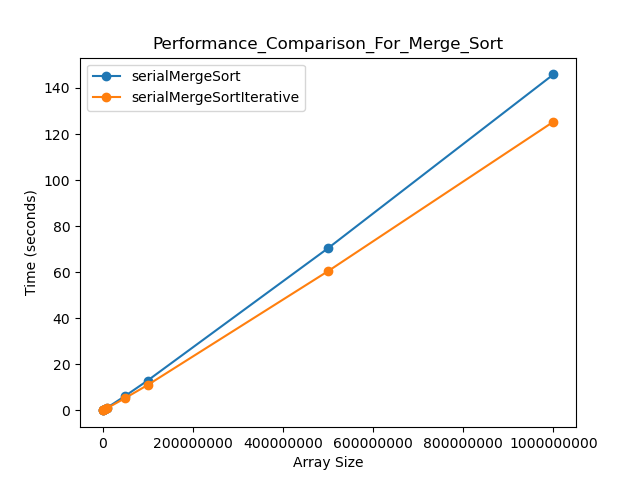 Performance_Comparison_For_Merge_Sort
serialMergeSort
serialMergeSortIterative
140
120
100
80
60
40
20
0
Time (seconds)
0 200000000 400000000 600000000 800000000 1000000000
Array Size